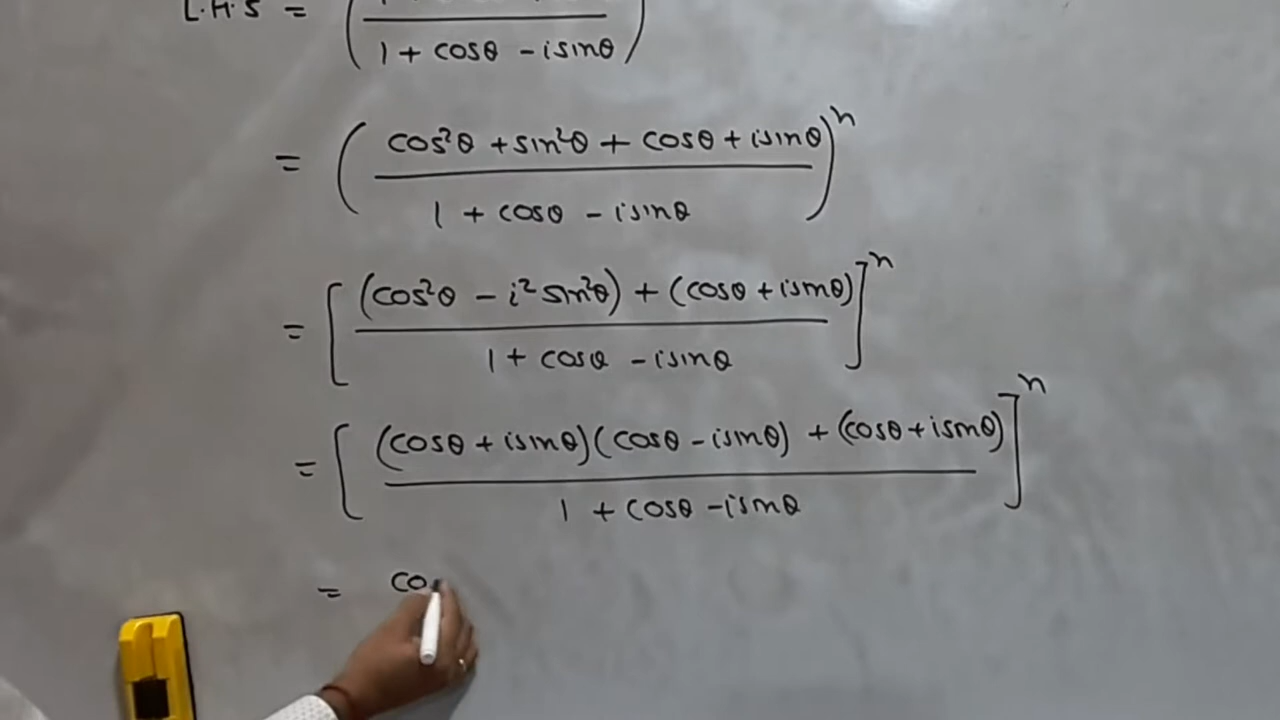 L.H.S =
1 + cosθ - isinθ
= ( cos²θ + sin²θ + cosθ + isinθ )ⁿ
1 + cosθ - isinθ
= [ (cos²θ - i² sin²θ) + (cosθ + isinθ) ]ⁿ
1 + cosθ - isinθ
= [ (cosθ + isinθ)(cosθ - isinθ) + (cosθ + isinθ) ]ⁿ
1 + cosθ - isinθ
= co